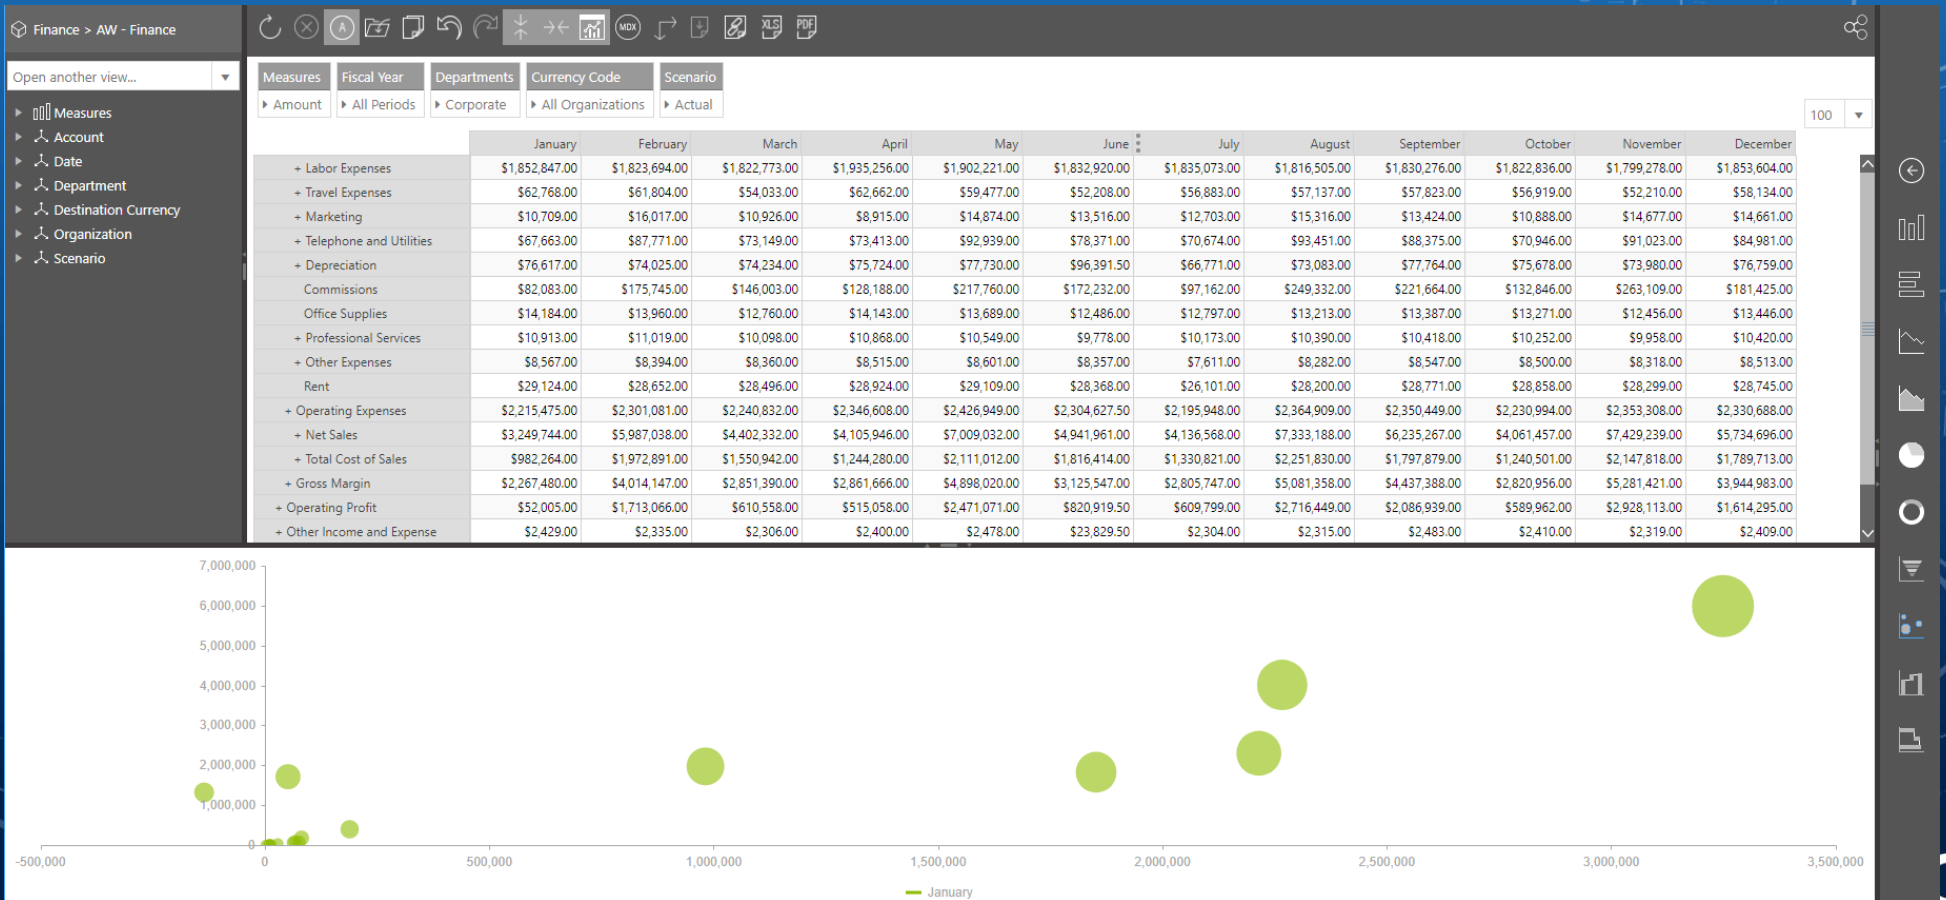 Finance > AW - Finance
A MDX XLS PDF
Open another view...
Measures Fiscal Year Departments Currency Code Scenario
Amount All Periods Corporate All Organizations Actual
100
Measures
Account
Date
Department
Destination Currency
Organization
Scenario
January February March April May June July August September October November December
+ Labor Expenses $1,852,847.00 $1,823,694.00 $1,822,773.00 $1,935,256.00 $1,902,221.00 $1,832,920.00 $1,835,073.00 $1,816,505.00 $1,830,276.00 $1,822,836.00 $1,799,278.00 $1,853,604.00
+ Travel Expenses $62,768.00 $61,804.00 $54,033.00 $62,662.00 $59,477.00 $52,208.00 $56,883.00 $57,137.00 $57,823.00 $56,919.00 $52,210.00 $58,134.00
+ Marketing $10,709.00 $16,017.00 $10,926.00 $8,915.00 $14,874.00 $13,516.00 $12,703.00 $15,316.00 $13,424.00 $10,888.00 $14,677.00 $14,661.00
+ Telephone and Utilities $67,663.00 $87,771.00 $73,149.00 $73,413.00 $92,939.00 $78,371.00 $70,674.00 $93,451.00 $88,375.00 $70,946.00 $91,023.00 $84,981.00
+ Depreciation $76,617.00 $74,025.00 $74,234.00 $75,724.00 $77,730.00 $96,391.50 $66,771.00 $73,083.00 $77,764.00 $75,678.00 $73,980.00 $76,759.00
Commissions $82,083.00 $175,745.00 $146,003.00 $128,188.00 $217,760.00 $172,232.00 $97,162.00 $249,332.00 $221,664.00 $132,846.00 $263,109.00 $181,425.00
Office Supplies $14,184.00 $13,960.00 $12,760.00 $14,143.00 $13,689.00 $12,486.00 $12,797.00 $13,213.00 $13,387.00 $13,271.00 $12,456.00 $13,446.00
+ Professional Services $10,913.00 $11,019.00 $10,098.00 $10,868.00 $10,549.00 $9,778.00 $10,173.00 $10,390.00 $10,418.00 $10,252.00 $9,958.00 $10,420.00
+ Other Expenses $8,567.00 $8,394.00 $8,360.00 $8,515.00 $8,601.00 $8,357.00 $7,611.00 $8,282.00 $8,547.00 $8,500.00 $8,318.00 $8,513.00
Rent $29,124.00 $28,652.00 $28,496.00 $28,924.00 $29,109.00 $28,368.00 $26,101.00 $28,200.00 $28,771.00 $28,858.00 $28,299.00 $28,745.00
+ Operating Expenses $2,215,475.00 $2,301,081.00 $2,240,832.00 $2,346,608.00 $2,426,949.00 $2,304,627.50 $2,195,948.00 $2,364,909.00 $2,350,449.00 $2,230,994.00 $2,353,308.00 $2,330,688.00
+ Net Sales $3,249,744.00 $5,987,038.00 $4,402,332.00 $4,105,946.00 $7,009,032.00 $4,941,961.00 $4,136,568.00 $7,333,188.00 $6,235,267.00 $4,061,457.00 $7,429,239.00 $5,734,696.00
+ Total Cost of Sales $982,264.00 $1,972,891.00 $1,550,942.00 $1,244,280.00 $2,111,012.00 $1,816,414.00 $1,330,821.00 $2,251,830.00 $1,797,879.00 $1,240,501.00 $2,147,818.00 $1,789,713.00
+ Gross Margin $2,267,480.00 $4,014,147.00 $2,851,390.00 $2,861,666.00 $4,898,020.00 $3,125,547.00 $2,805,747.00 $5,081,358.00 $4,437,388.00 $2,820,956.00 $5,281,421.00 $3,944,983.00
+ Operating Profit $52,005.00 $1,713,066.00 $610,558.00 $515,058.00 $2,471,071.00 $820,919.50 $609,799.00 $2,716,449.00 $2,086,939.00 $589,962.00 $2,928,113.00 $1,614,295.00
+ Other Income and Expense $2,429.00 $2,335.00 $2,306.00 $2,400.00 $2,478.00 $23,829.50 $2,304.00 $2,315.00 $2,483.00 $2,410.00 $2,319.00 $2,409.00
7,000,000
6,000,000
5,000,000
4,000,000
3,000,000
2,000,000
1,000,000
0
-500,000 0 500,000 1,000,000 1,500,000 2,000,000 2,500,000 3,000,000 3,500,000
January